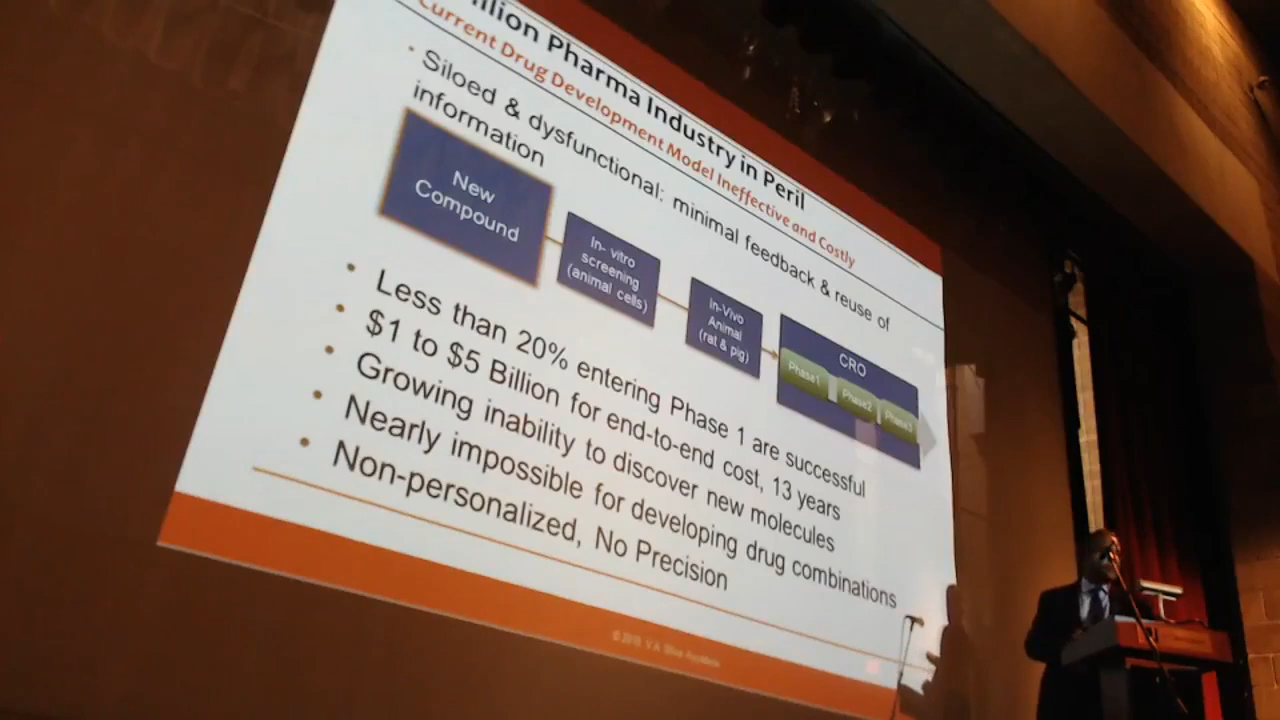 illion Pharma Industry in Peril
Current Drug Development Model Ineffective and Costly
• Siloed & dysfunctional: minimal feedback & reuse of
information
New
Compound
In- vitro
screening
(animal cells)
In-Vivo
Animal
(rat & pig)
CRO
Phase1
Phase2
Phase3
• Less than 20% entering Phase 1 are successful
• $1 to $5 Billion for end-to-end cost, 13 years
• Growing inability to discover new molecules
• Nearly impossible for developing drug combinations
• Non-personalized, No Precision
V.A. Shiva Ayyadurai